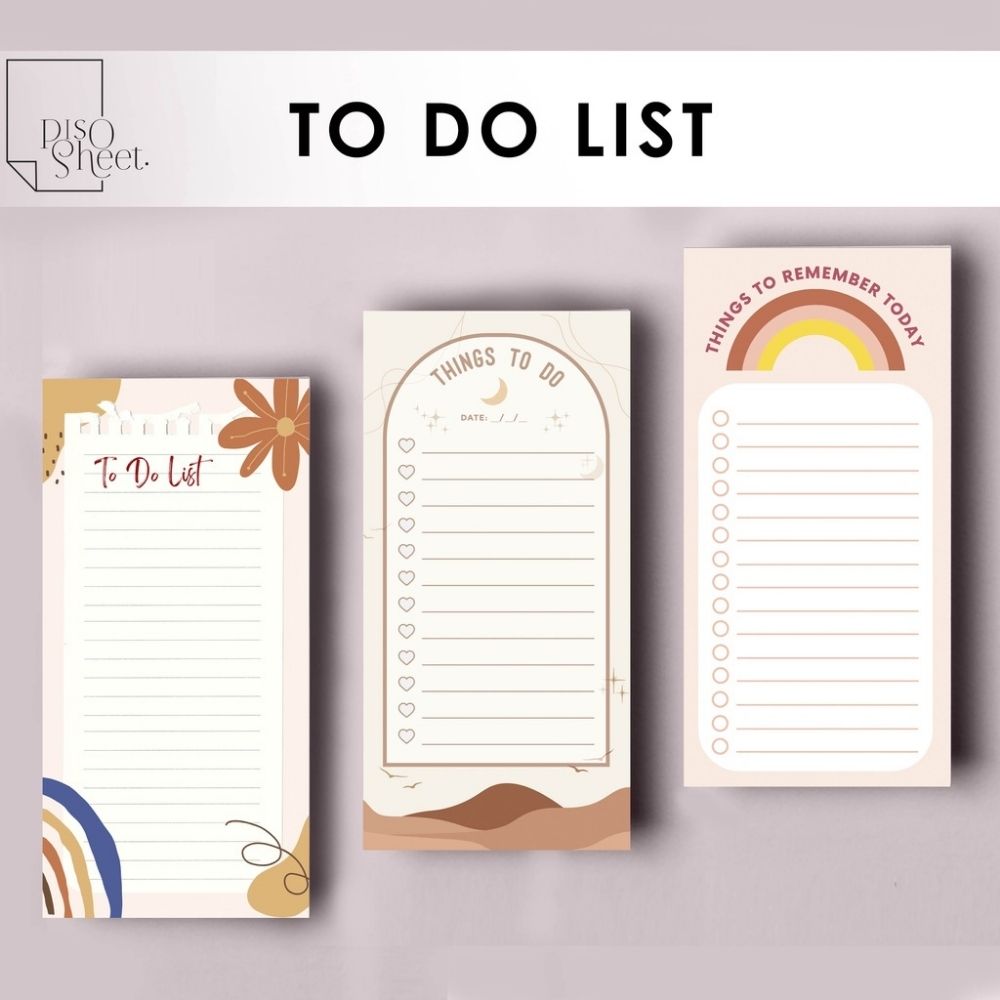 PISO
Sheet.
TO DO LIST
To Do List
THINGS TO DO
DATE: _/_/_
THINGS TO REMEMBER TODAY